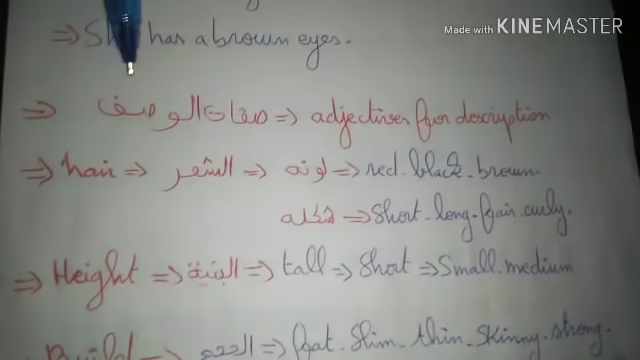 Made with KINEMASTER
⇒ She has a brown eyes.
⇒ صفات الوصف ⇒ adjectives for description
⇒ hair ⇒ الشعر ⇒ لونه ⇒ red - black - brown.
شكله ⇒ Short - long - fair - curly.
⇒ Height ⇒ البنية ⇒ tall ⇒ Short ⇒ Small - medium
Build ⇒ الحجم ⇒ fat - Slim - thin - Skinny - strong.